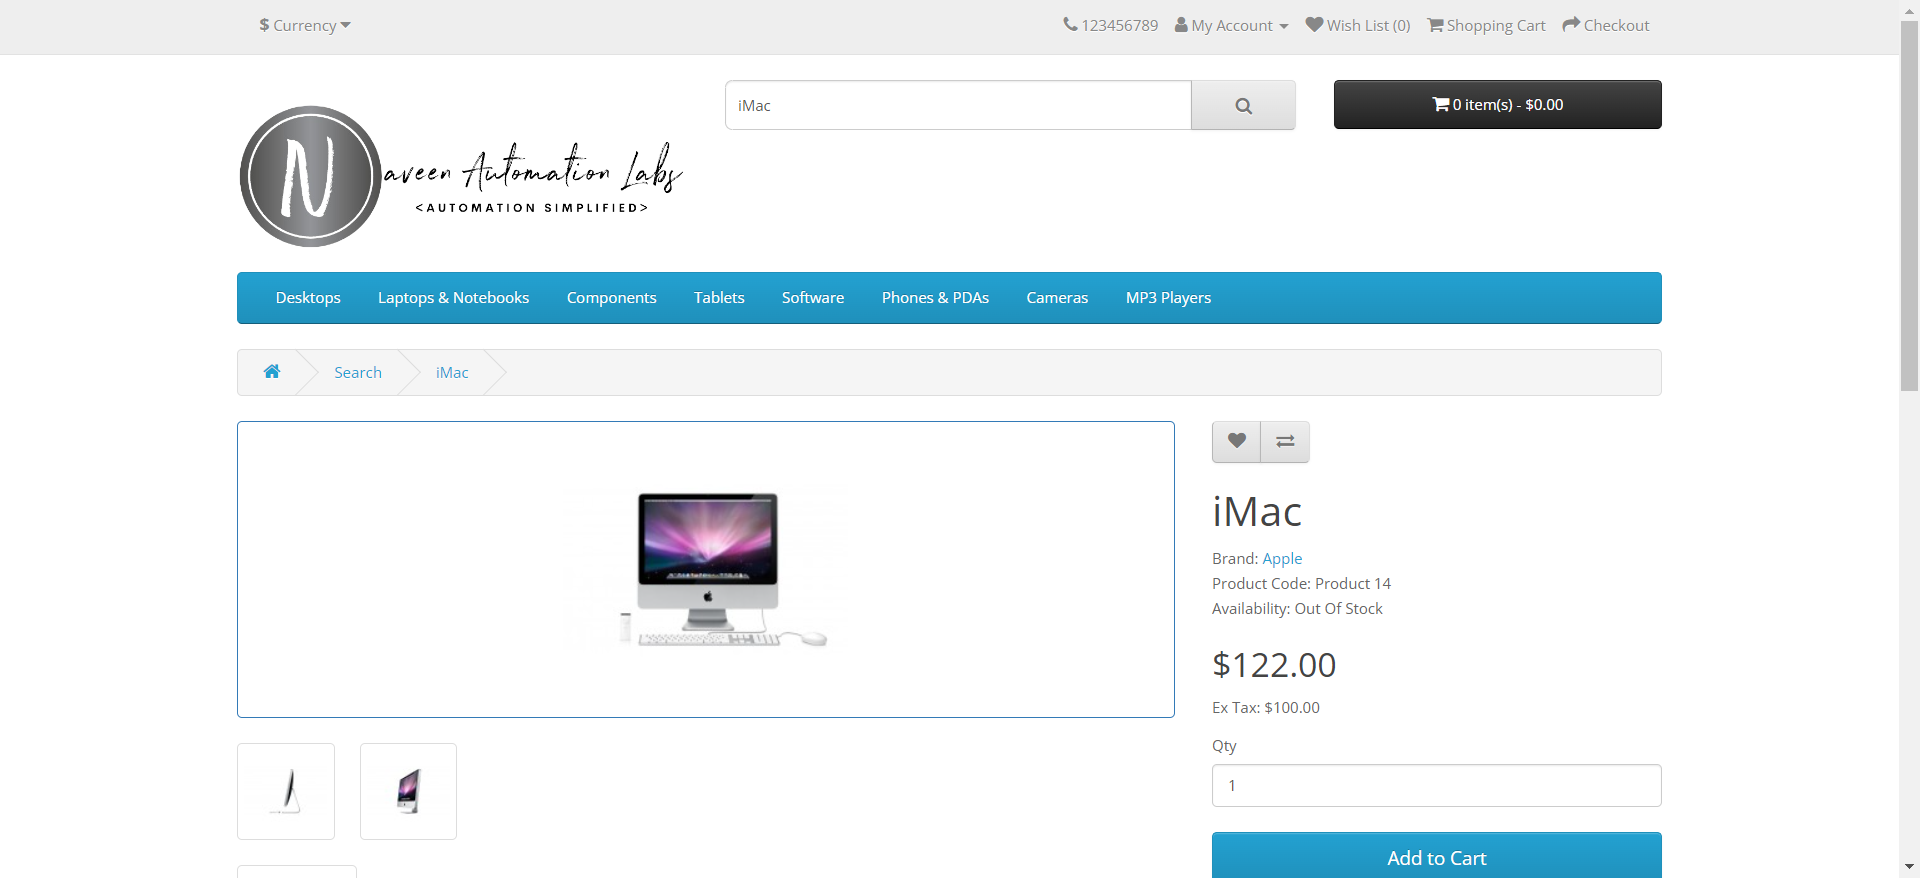 $ Currency
123456789 My Account Wish List (0) Shopping Cart Checkout
iMac
0 item(s) - $0.00
N
aveen Automation Labs
<AUTOMATION SIMPLIFIED>
Desktops Laptops & Notebooks Components Tablets Software Phones & PDAs Cameras MP3 Players
Search iMac
iMac
Brand: Apple
Product Code: Product 14
Availability: Out Of Stock
$122.00
Ex Tax: $100.00
Qty
1
Add to Cart